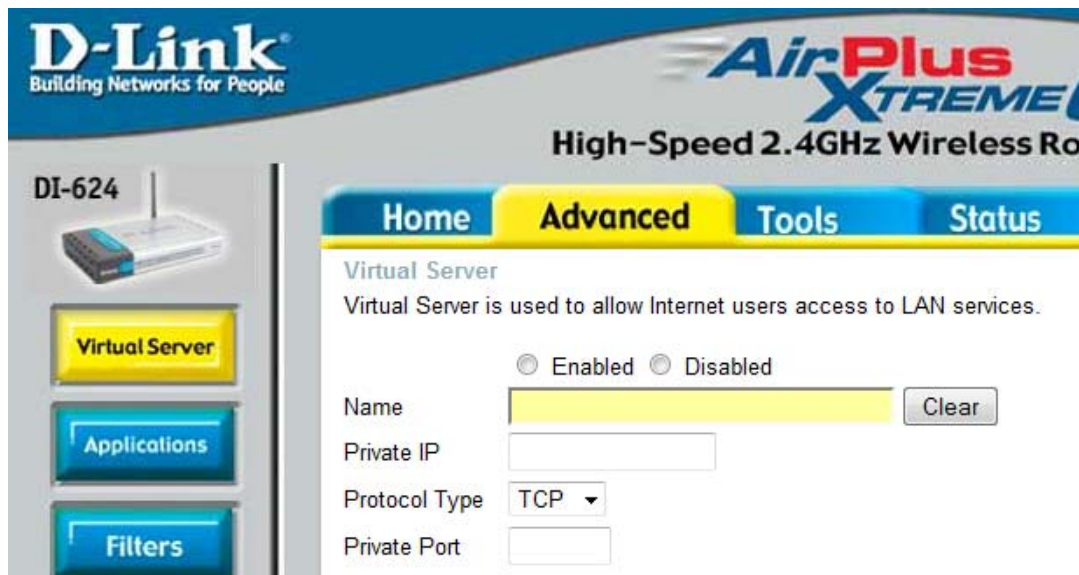 D-Link
Building Networks for People
AirPlus
XTREME
High-Speed 2.4GHz Wireless Ro
DI-624
Home Advanced Tools Status
Virtual Server
Virtual Server is used to allow Internet users access to LAN services.
Virtual Server
Enabled Disabled
Name Clear
Applications
Private IP
Protocol Type TCP
Filters
Private Port